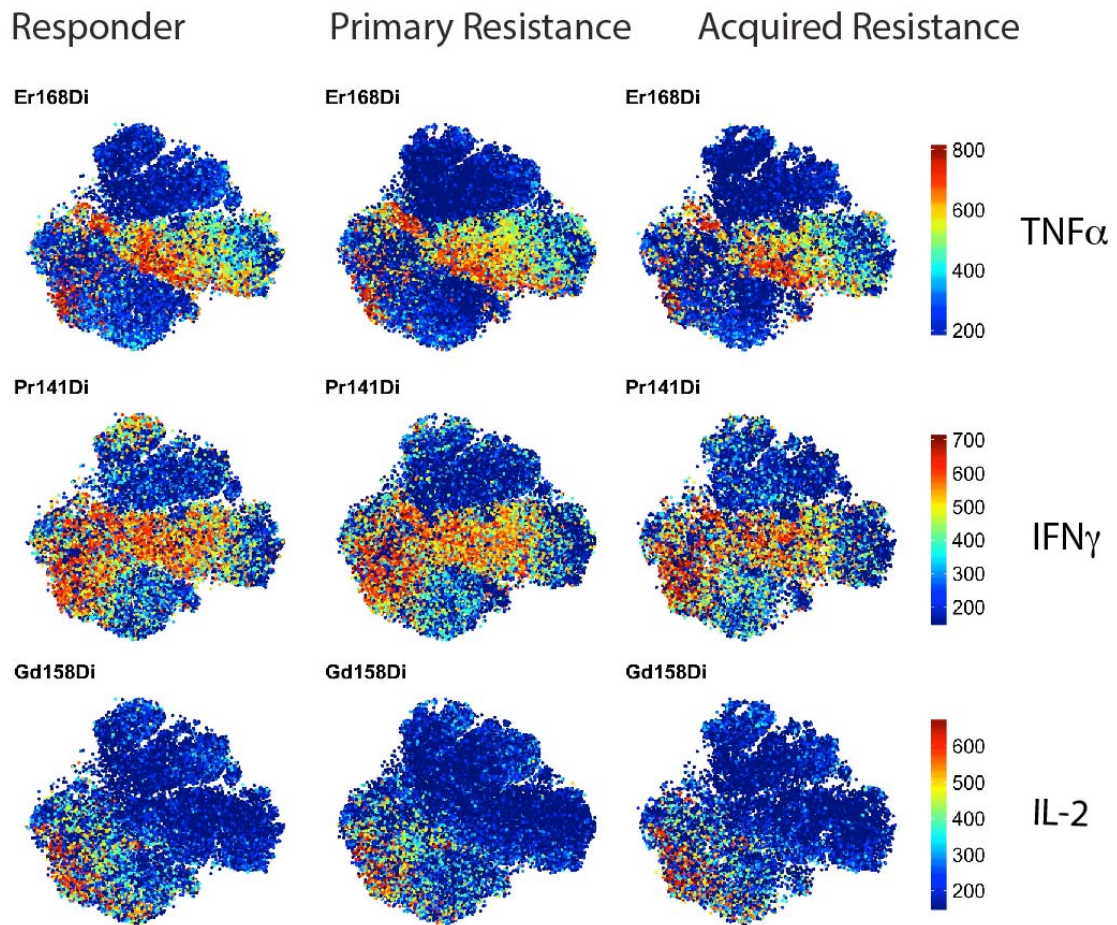 Responder Primary Resistance Acquired Resistance
Er168Di Er168Di Er168Di
800
600
400
200
TNFα
Pr141Di Pr141Di Pr141Di
700
600
500
400
300
200
IFNγ
Gd158Di Gd158Di Gd158Di
600
500
400
300
200
IL-2